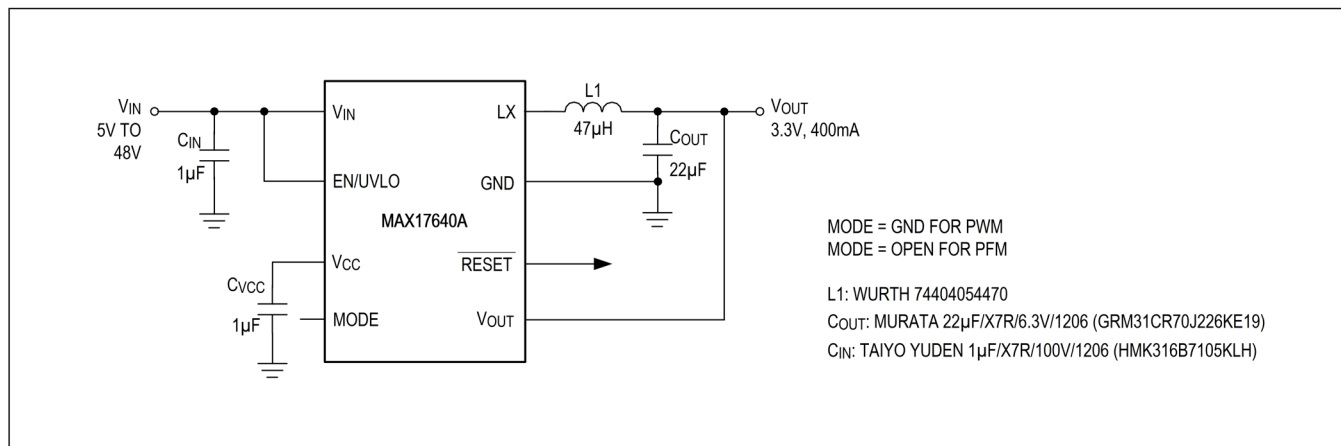 VIN
5V TO
48V
CIN
1µF
VIN
EN/UVLO
MAX17640A
VCC
CVCC
1µF
MODE
LX
GND
RESET
VOUT
L1
47µH
COUT
22µF
VOUT
3.3V, 400mA
MODE = GND FOR PWM
MODE = OPEN FOR PFM
L1: WURTH 74404054470
COUT: MURATA 22µF/X7R/6.3V/1206 (GRM31CR70J226KE19)
CIN: TAIYO YUDEN 1µF/X7R/100V/1206 (HMK316B7105KLH)